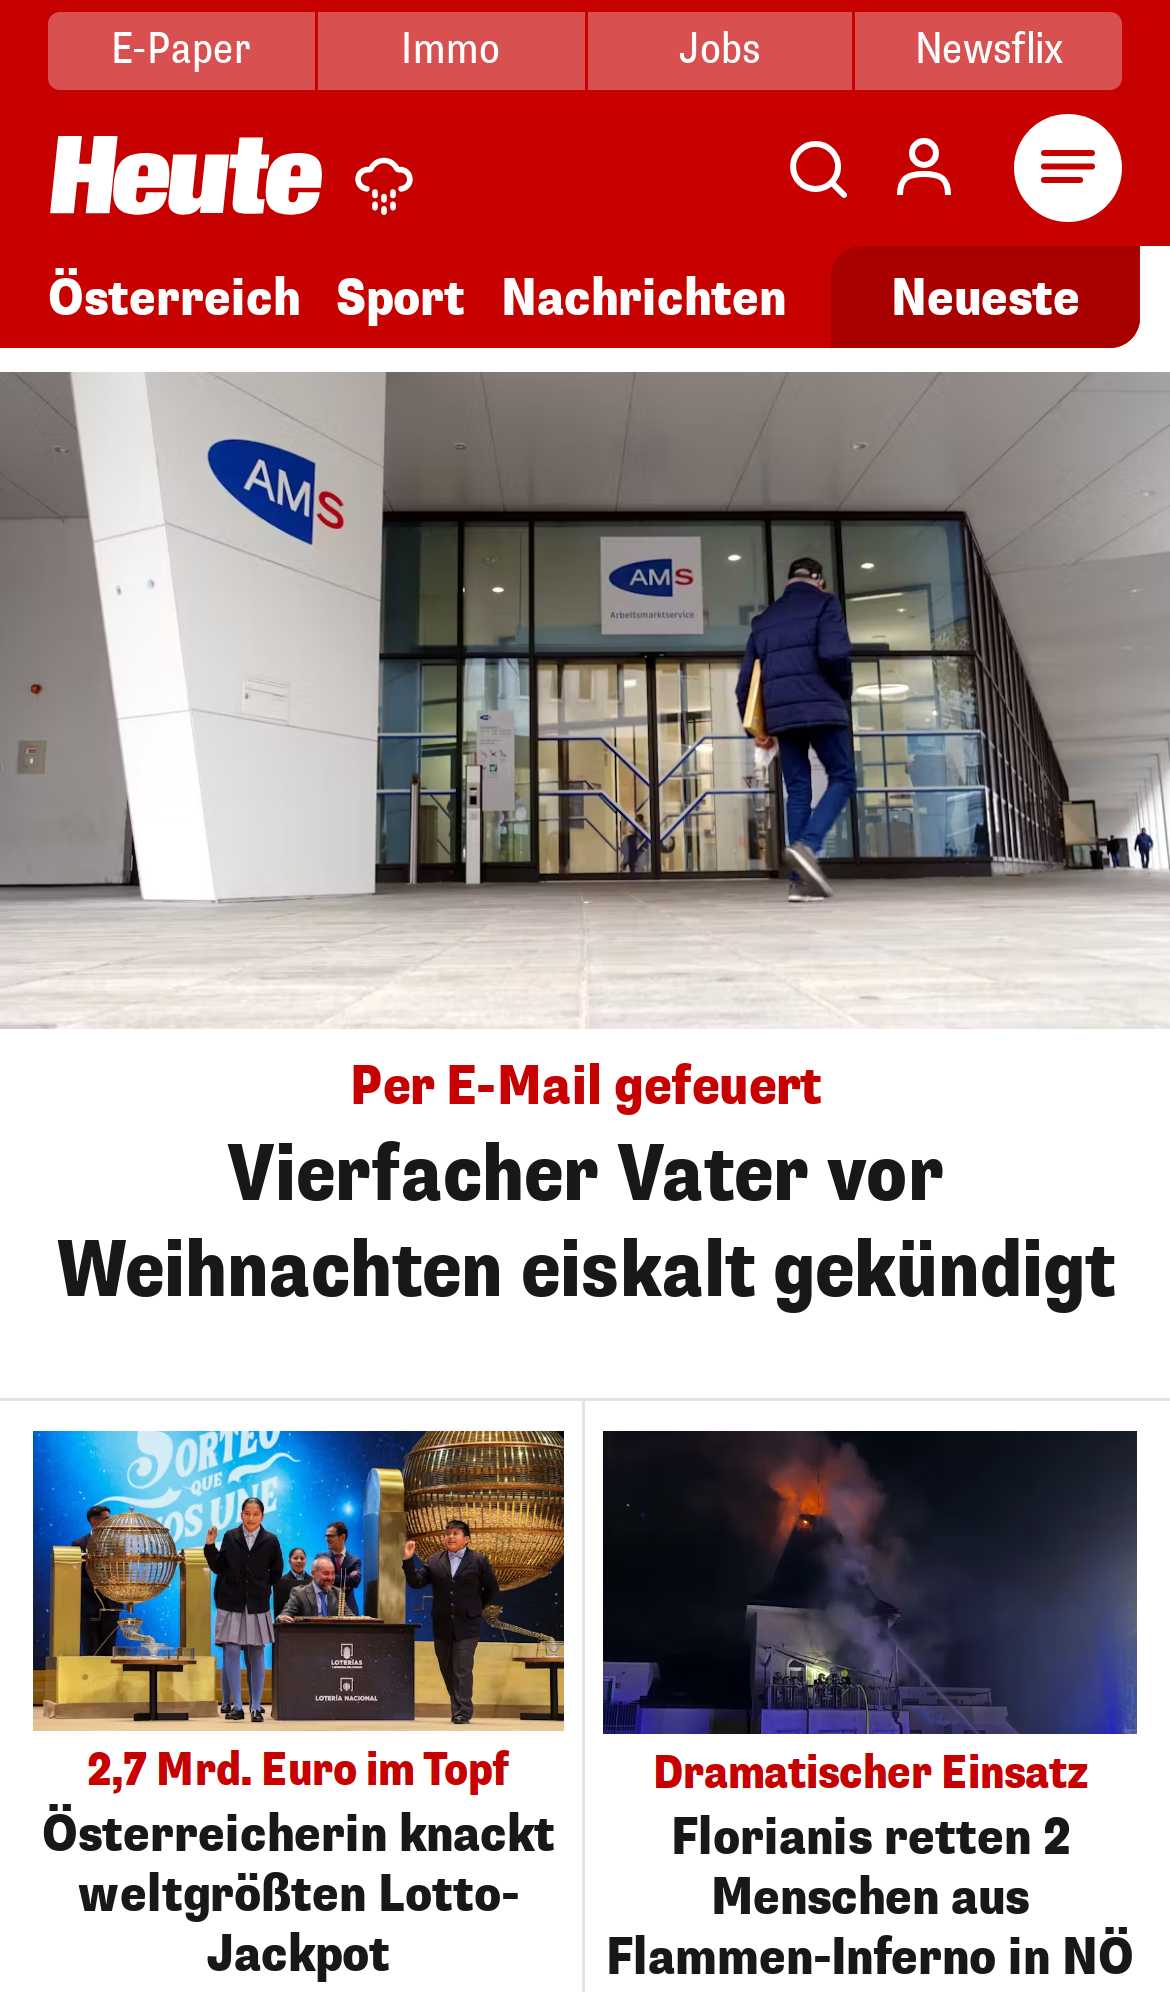 E-Paper
Immo
Jobs
Newsflix
Heute
Österreich
Sport
Nachrichten
Neueste
AMS
AMS
Arbeitsmarktservice
Per E-Mail gefeuert
Vierfacher Vater vor
Weihnachten eiskalt gekündigt
SORTEO
QUE
NOS UNE
LOTERÍAS
LOTERÍA NACIONAL
2,7 Mrd. Euro im Topf
Österreicherin knackt
weltgrößten Lotto-
Jackpot
Dramatischer Einsatz
Florianis retten 2
Menschen aus
Flammen-Inferno in NÖ